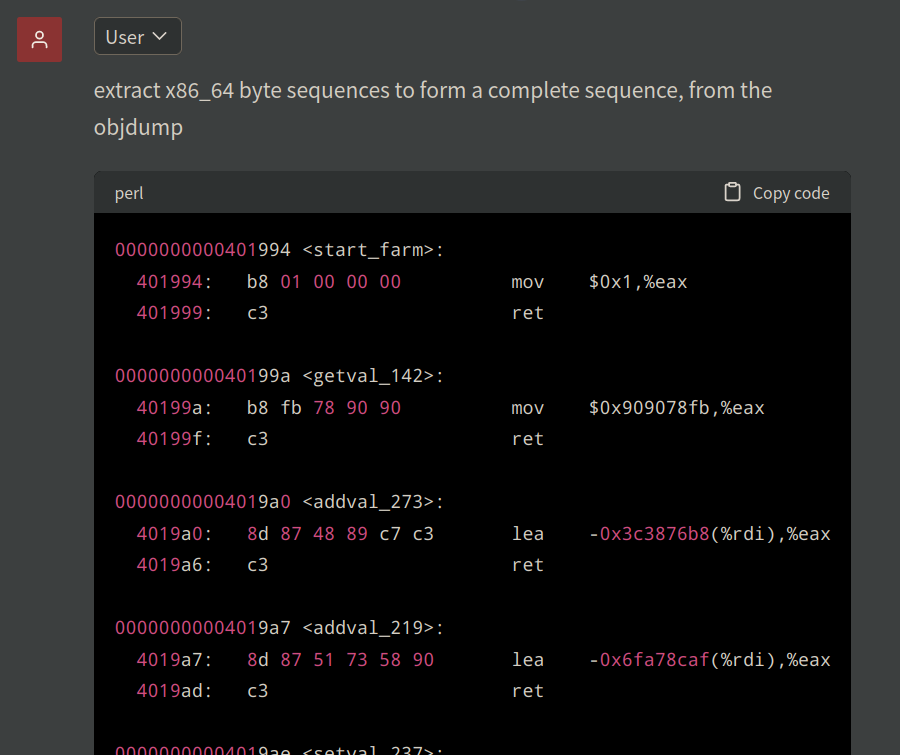 User
extract x86_64 byte sequences to form a complete sequence, from the
objdump
perl Copy code
0000000000401994 <start_farm>:
401994: b8 01 00 00 00 mov $0x1,%eax
401999: c3 ret
000000000040199a <getval_142>:
40199a: b8 fb 78 90 90 mov $0x909078fb,%eax
40199f: c3 ret
00000000004019a0 <addval_273>:
4019a0: 8d 87 48 89 c7 c3 lea -0x3c3876b8(%rdi),%eax
4019a6: c3 ret
00000000004019a7 <addval_219>:
4019a7: 8d 87 51 73 58 90 lea -0x6fa78caf(%rdi),%eax
4019ad: c3 ret
00000000004019ae <setval_237>: